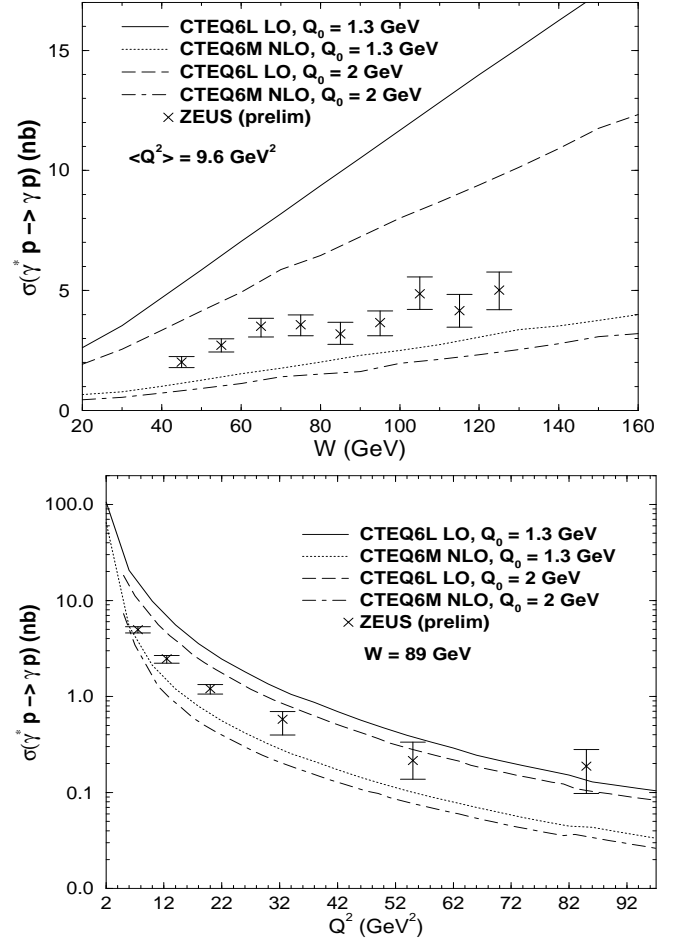 CTEQ6L LO, Q₀ = 1.3 GeV
CTEQ6M NLO, Q₀ = 1.3 GeV
CTEQ6L LO, Q₀ = 2 GeV
CTEQ6M NLO, Q₀ = 2 GeV
ZEUS (prelim)
<Q²> = 9.6 GeV²
σ(γ* p −> γ p) (nb)
15
10
5
0
20 40 60 80 100 120 140 160
W (GeV)
CTEQ6L LO, Q₀ = 1.3 GeV
CTEQ6M NLO, Q₀ = 1.3 GeV
CTEQ6L LO, Q₀ = 2 GeV
CTEQ6M NLO, Q₀ = 2 GeV
ZEUS (prelim)
W = 89 GeV
σ(γ* p −> γ p) (nb)
100.0
10.0
1.0
0.1
0.0
2 12 22 32 42 52 62 72 82 92
Q² (GeV²)